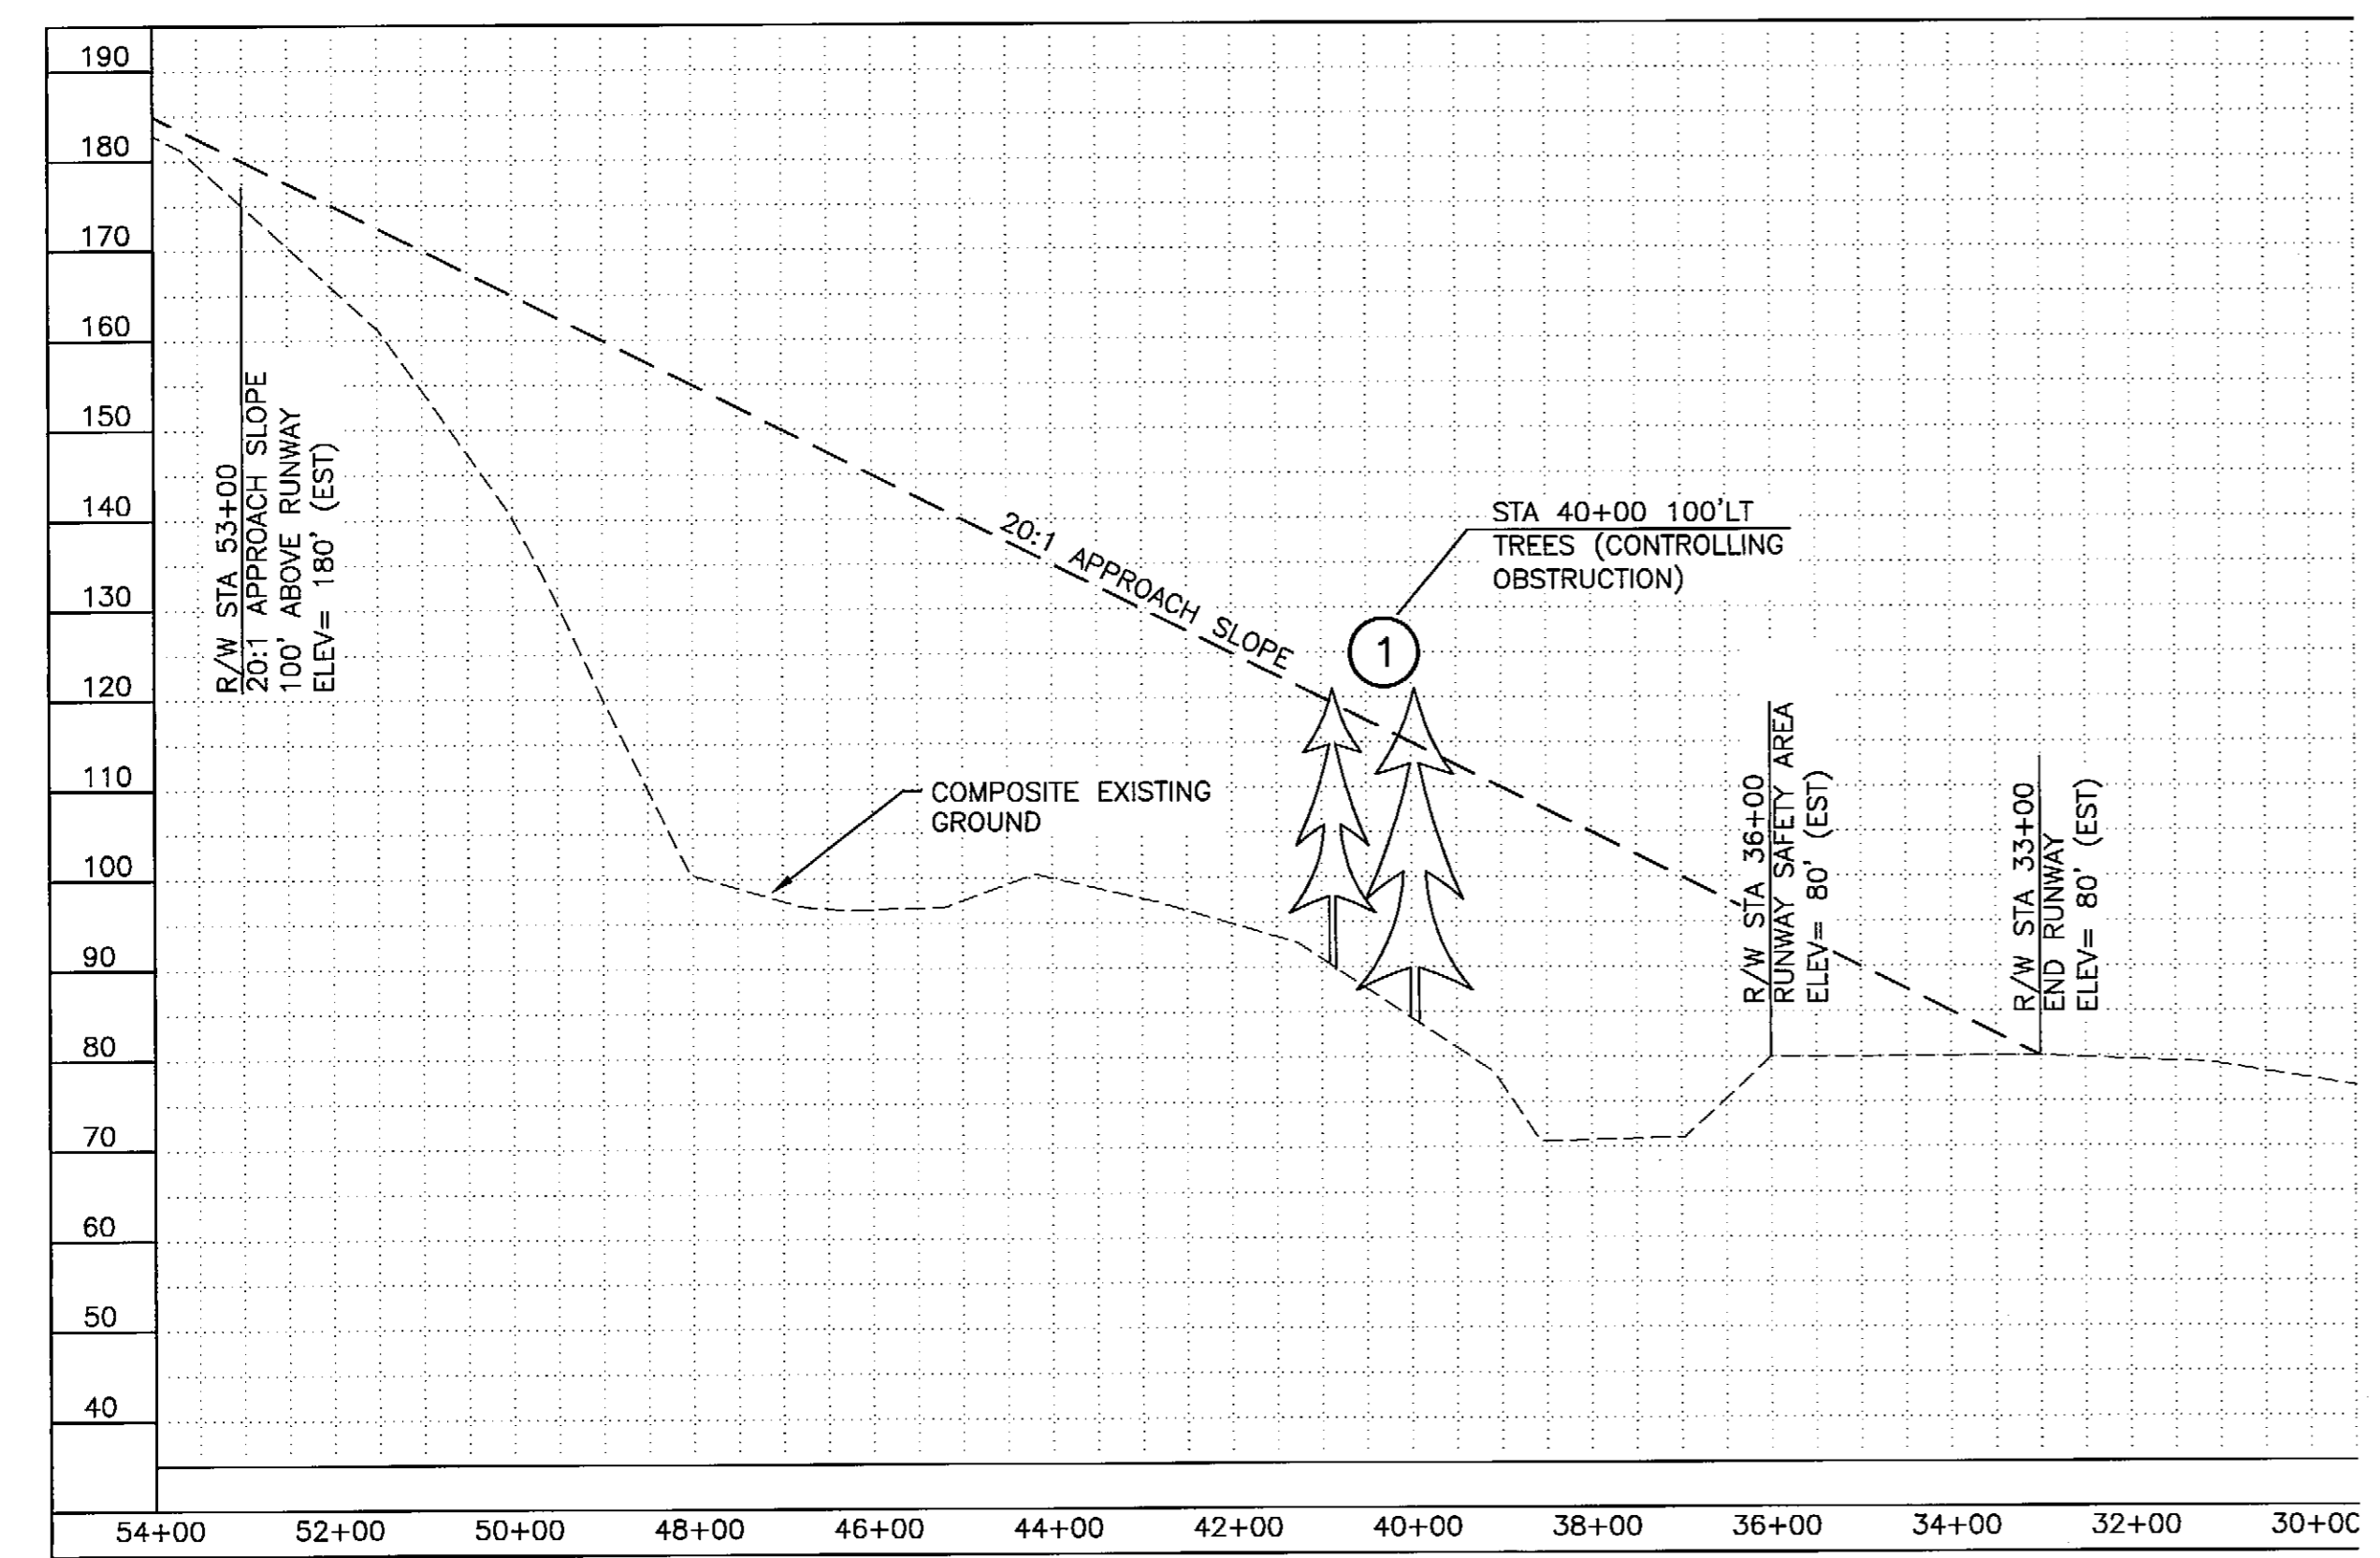 190
180
170
160
150
140
130
120
110
100
90
80
70
60
50
40
R/W STA 53+00
20:1 APPROACH SLOPE
100' ABOVE RUNWAY
ELEV= 180' (EST)
20:1 APPROACH SLOPE
STA 40+00 100'LT
TREES (CONTROLLING
OBSTRUCTION)
1
COMPOSITE EXISTING
GROUND
R/W STA 36+00
RUNWAY SAFETY AREA
ELEV= 80' (EST)
R/W STA 33+00
END RUNWAY
ELEV= 80' (EST)
54+00 52+00 50+00 48+00 46+00 44+00 42+00 40+00 38+00 36+00 34+00 32+00 30+00